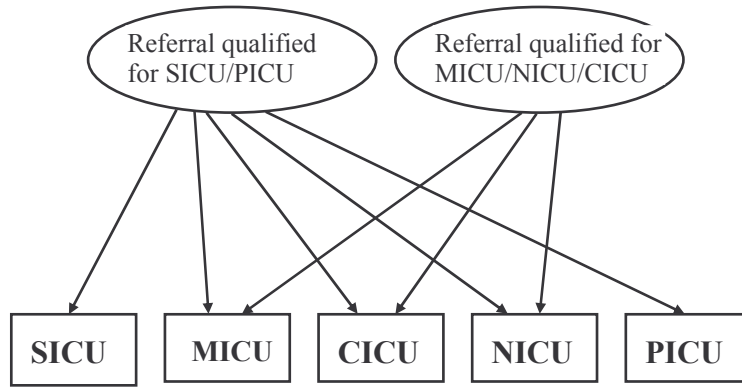 Referral qualified
for SICU/PICU
Referral qualified for
MICU/NICU/CICU
SICU
MICU
CICU
NICU
PICU